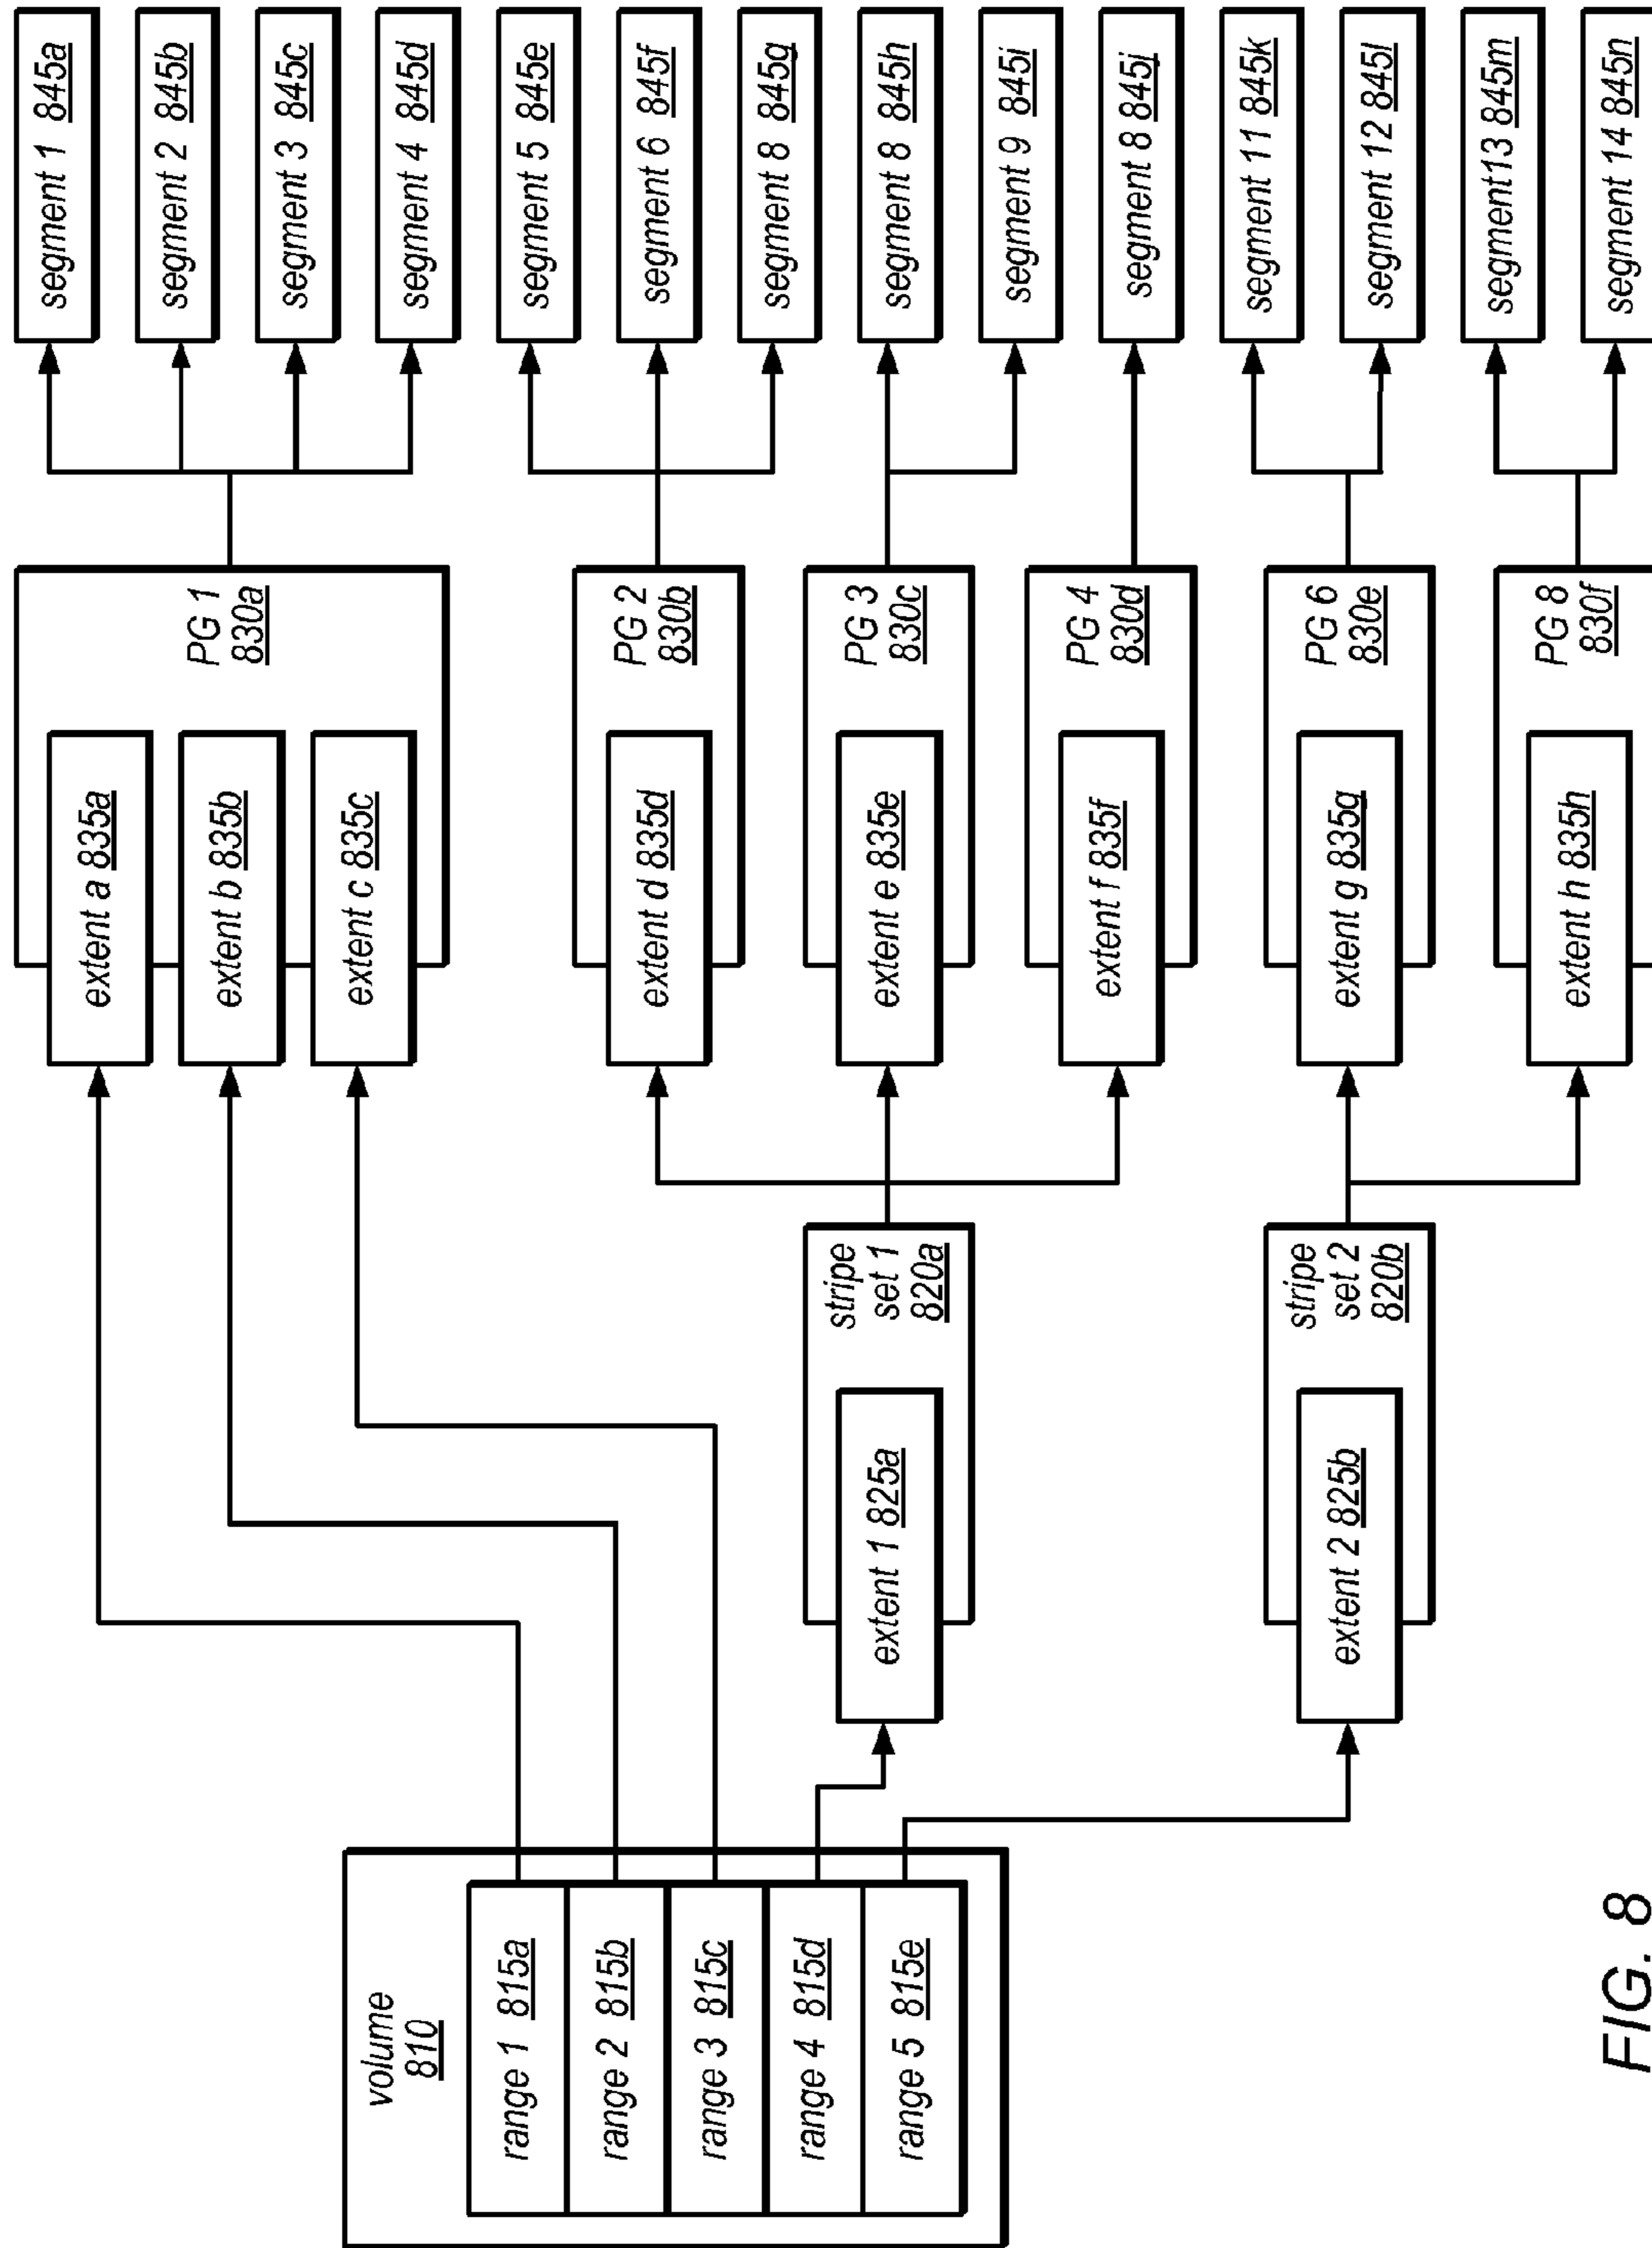 volume
810
range 1 815a
range 2 815b
range 3 815c
range 4 815d
range 5 815e
stripe
set 1
820a
extent 1 825a
stripe
set 2
820b
extent 2 825b
PG 1
830a
extent a 835a
extent b 835b
extent c 835c
PG 2
830b
extent d 835d
PG 3
830c
extent e 835e
PG 4
830d
extent f 835f
PG 6
830e
extent g 835g
PG 8
830f
extent h 835h
segment 1 845a
segment 2 845b
segment 3 845c
segment 4 845d
segment 5 845e
segment 6 845f
segment 8 845g
segment 8 845h
segment 9 845i
segment 8 845j
segment 11 845k
segment 12 845l
segment13 845m
segment 14 845n
FIG. 8